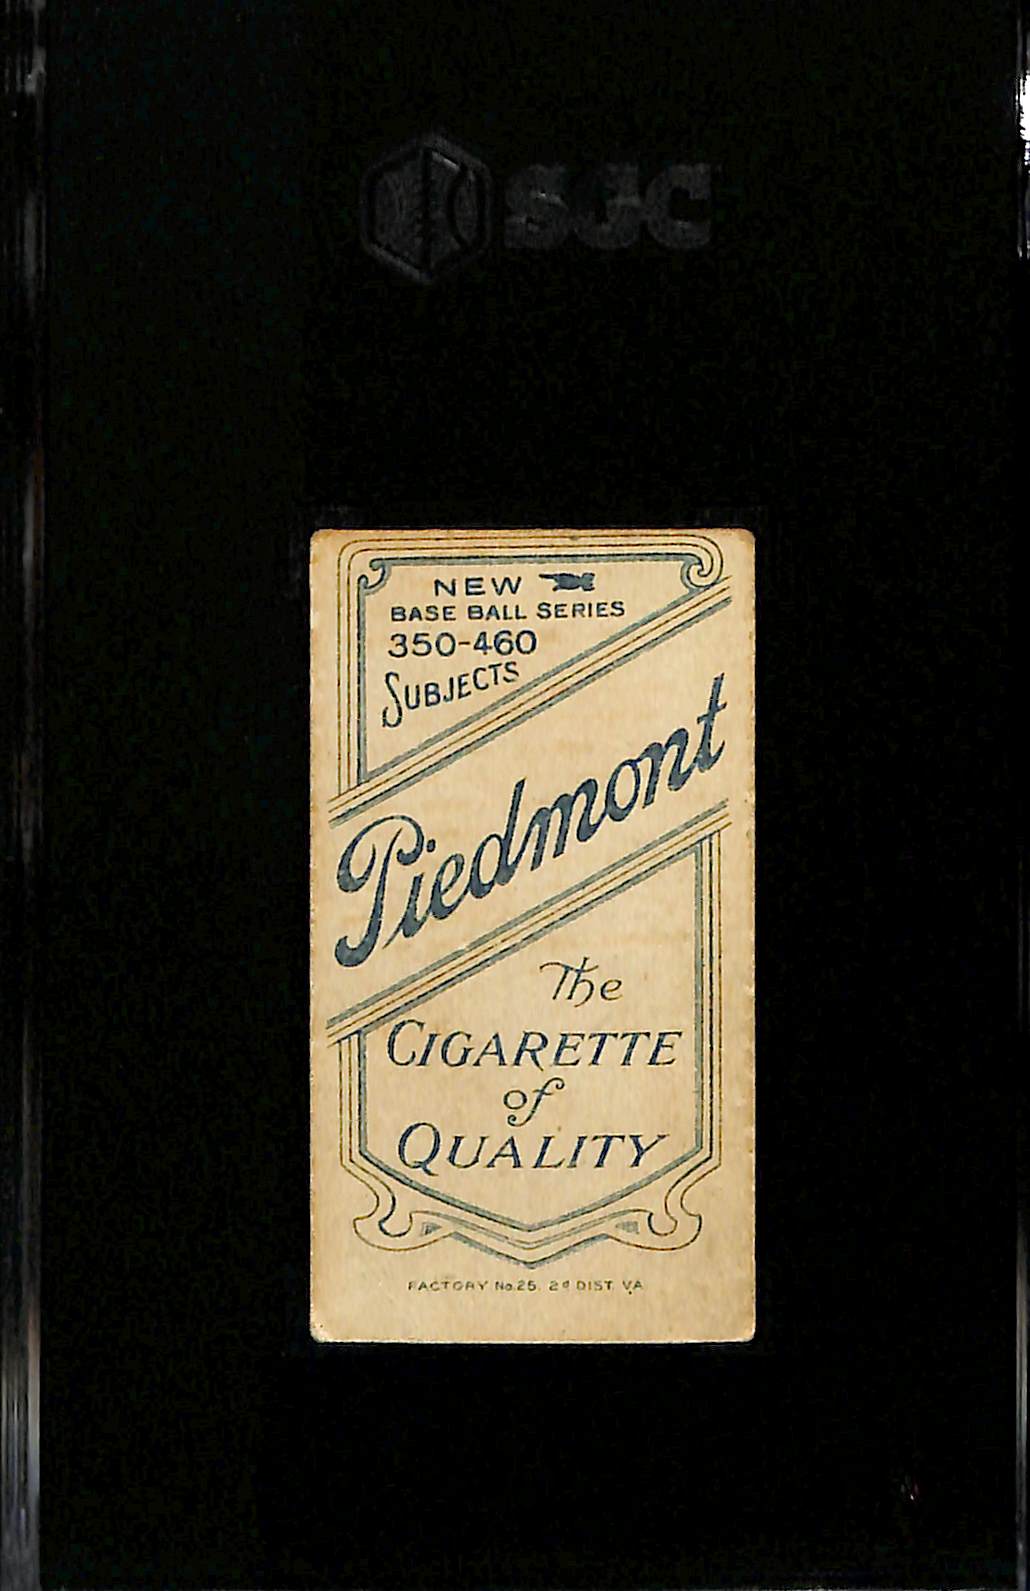 SGC
NEW
BASE BALL SERIES
350-460
SUBJECTS
Piedmont
The
CIGARETTE
of
QUALITY
FACTORY No. 25. 2d DIST. VA.